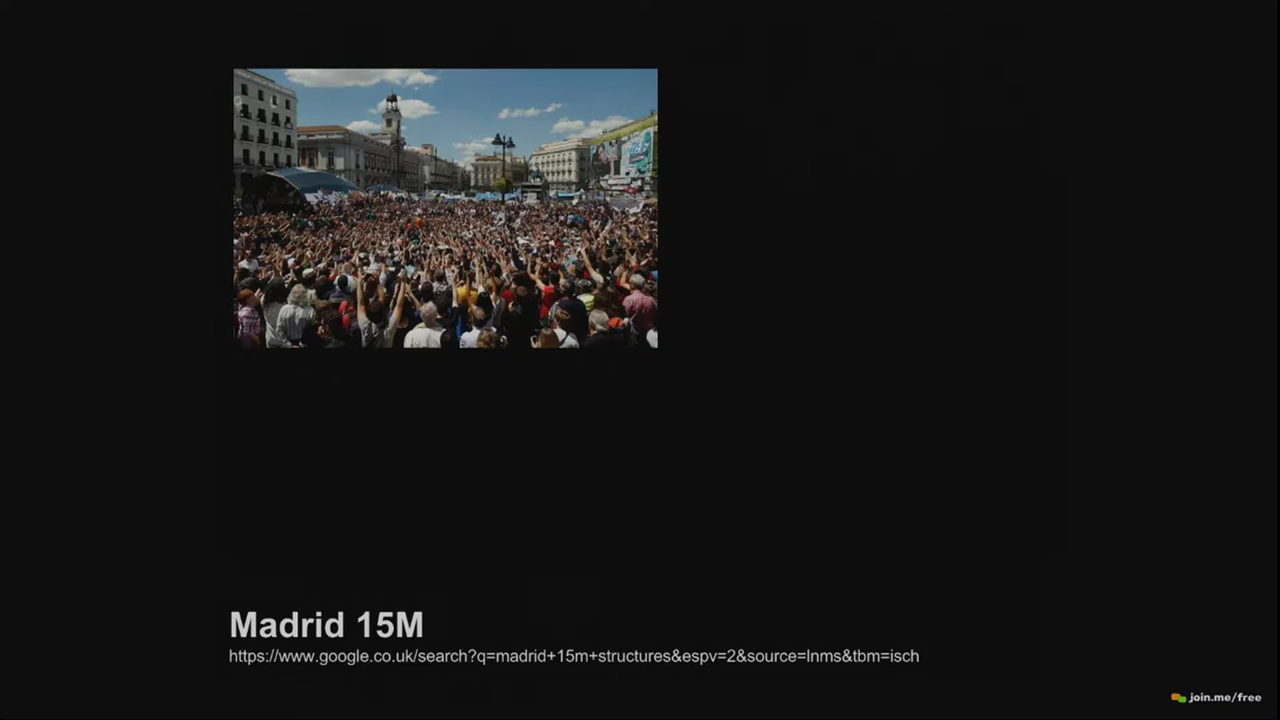 Madrid 15M
https://www.google.co.uk/search?q=madrid+15m+structures&espv=2&source=lnms&tbm=isch
join.me/free